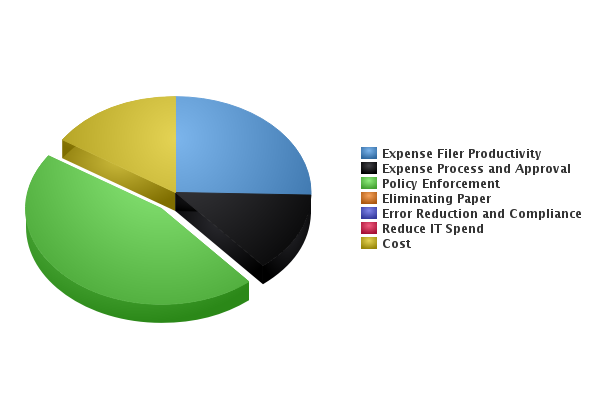 Expense Filer Productivity
Expense Process and Approval
Policy Enforcement
Eliminating Paper
Error Reduction and Compliance
Reduce IT Spend
Cost